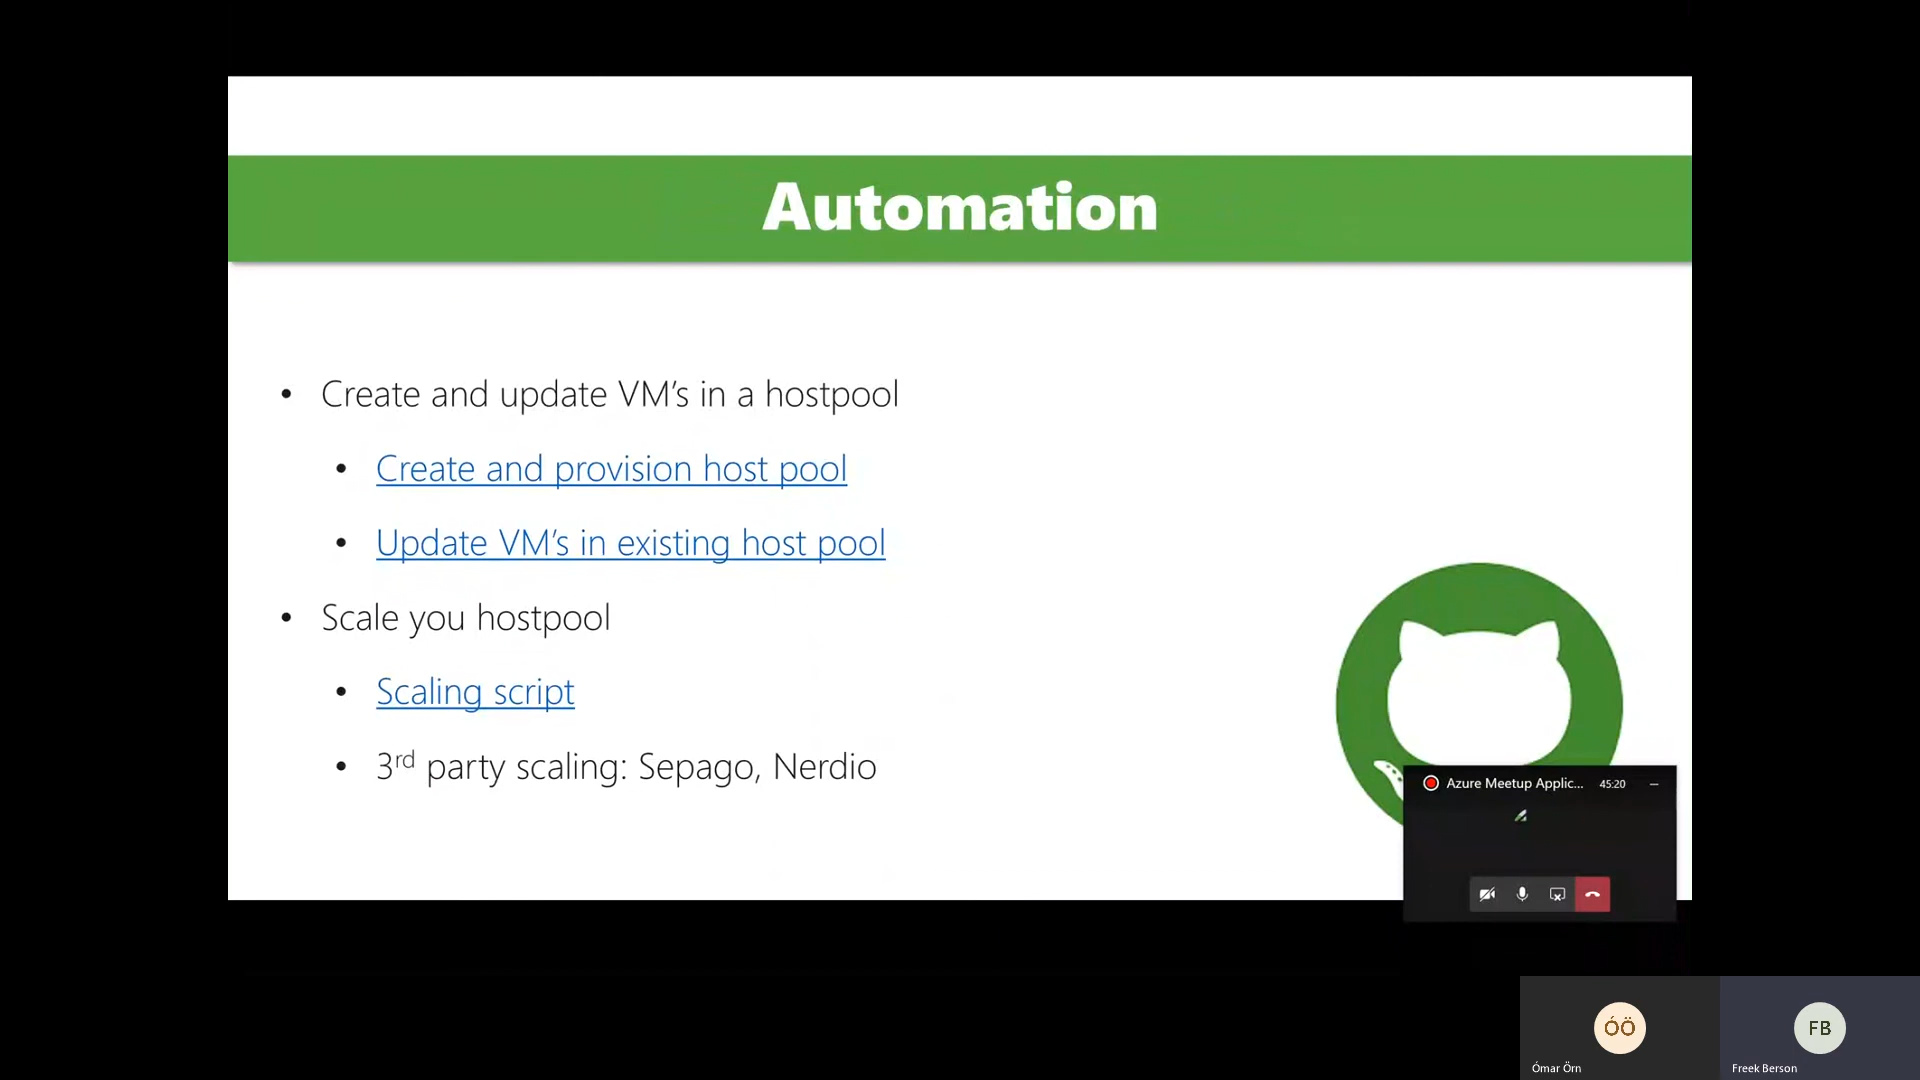 Automation
• Create and update VM's in a hostpool
• Create and provision host pool
• Update VM's in existing host pool
• Scale you hostpool
• Scaling script
• 3rd party scaling: Sepago, Nerdio
Azure Meetup Applic... 45:20
ÓÖ
FB
Ómar Örn
Freek Berson